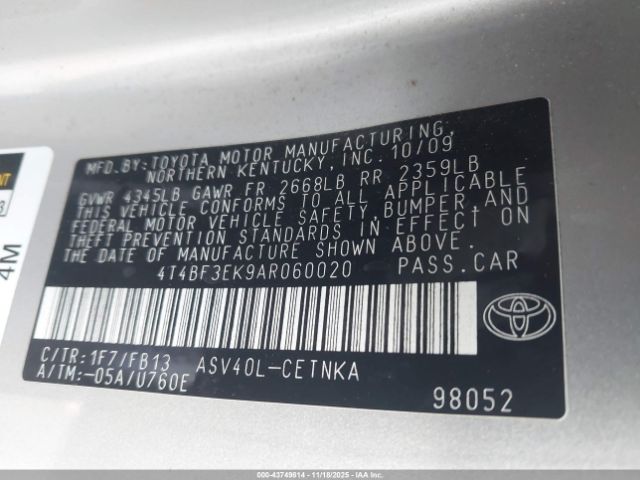 MFD. BY: TOYOTA MOTOR MANUFACTURING,
NORTHERN KENTUCKY, INC. 10/09
GVWR 4345LB GAWR FR 2668LB RR 2359LB
THIS VEHICLE CONFORMS TO ALL APPLICABLE
FEDERAL MOTOR VEHICLE SAFETY, BUMPER, AND
THEFT PREVENTION STANDARDS IN EFFECT ON
THE DATE OF MANUFACTURE SHOWN ABOVE.
4T4BF3EK9AR060020 PASS.CAR
C/TR: 1F7/FB13 ASV40L-CETNKA
A/TM: -05A/U760E
98052
4M
000-43749614 - 11/18/2025 - IAA Inc.